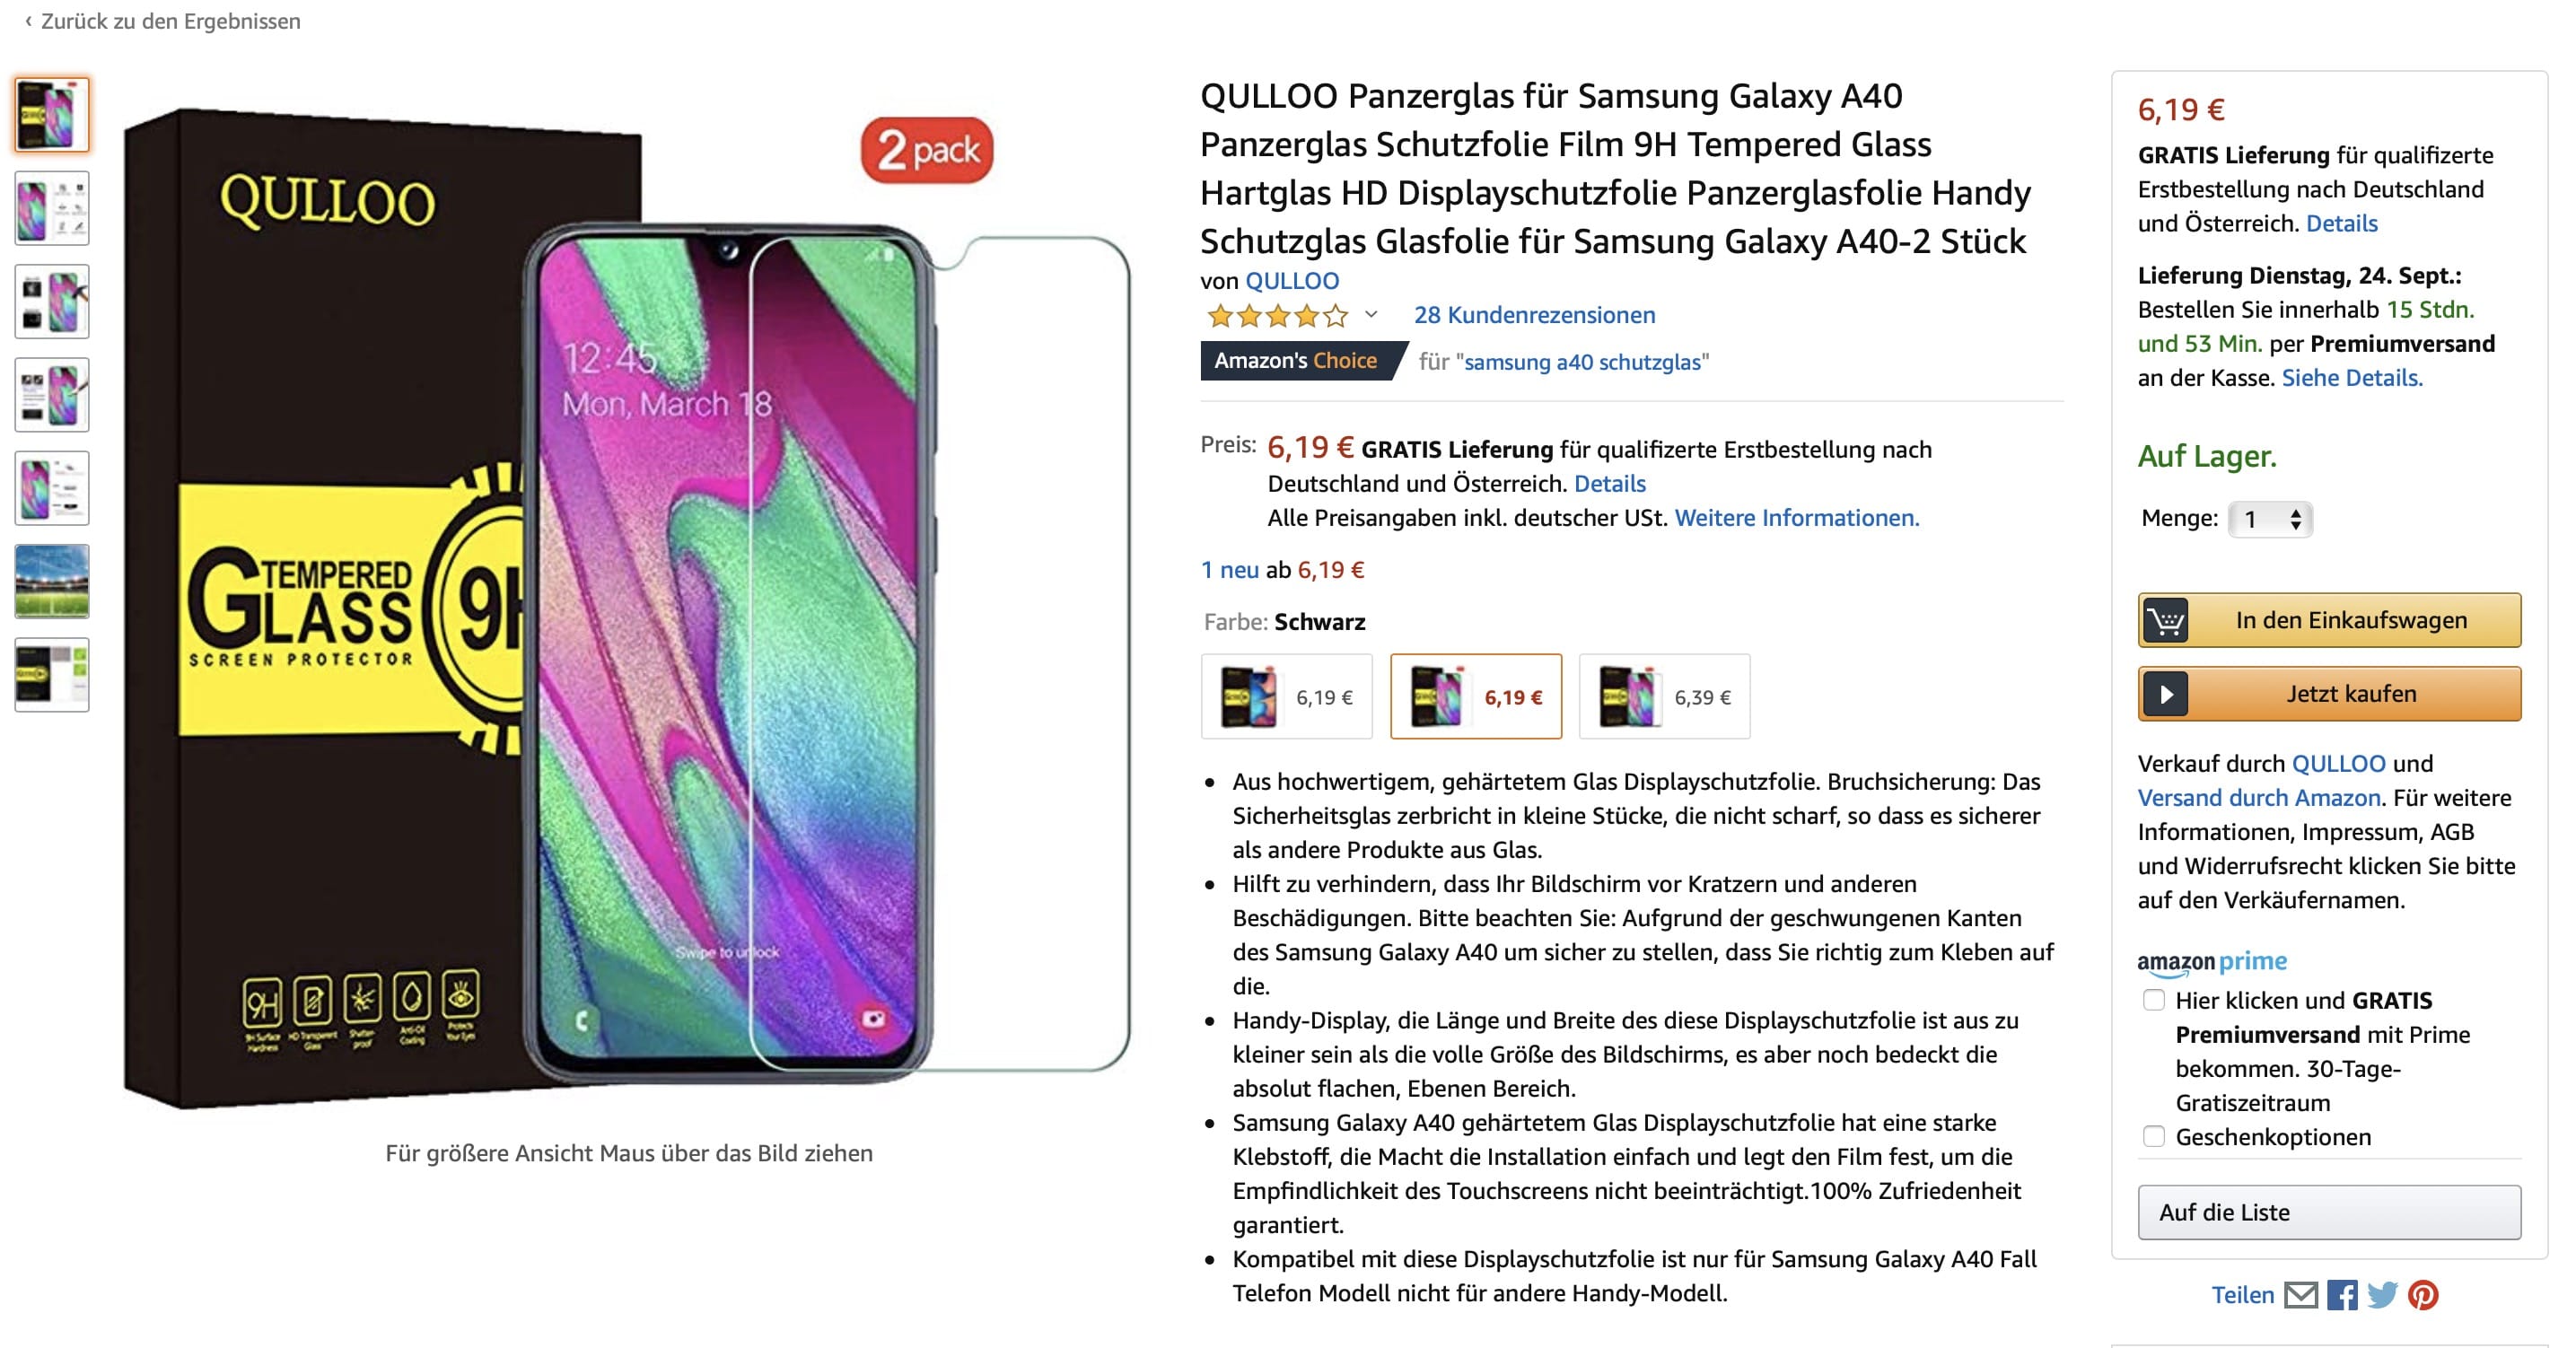 ‹ Zurück zu den Ergebnissen
QULLOO
2 pack
TEMPERED
GLASS
SCREEN PROTECTOR
9H
12:45
Mon, March 18
Swipe to unlock
9H
9H Surface Hardness
HD Transparent Glass
Shatter-proof
Anti-Oil Coating
Protects Your Eyes
Für größere Ansicht Maus über das Bild ziehen
QULLOO Panzerglas für Samsung Galaxy A40
Panzerglas Schutzfolie Film 9H Tempered Glass
Hartglas HD Displayschutzfolie Panzerglasfolie Handy
Schutzglas Glasfolie für Samsung Galaxy A40-2 Stück
von QULLOO
28 Kundenrezensionen
Amazon's Choice für "samsung a40 schutzglas"
Preis: 6,19 € GRATIS Lieferung für qualifizerte Erstbestellung nach
Deutschland und Österreich. Details
Alle Preisangaben inkl. deutscher USt. Weitere Informationen.
1 neu ab 6,19 €
Farbe: Schwarz
6,19 € 6,19 € 6,39 €
• Aus hochwertigem, gehärtetem Glas Displayschutzfolie. Bruchsicherung: Das
Sicherheitsglas zerbricht in kleine Stücke, die nicht scharf, so dass es sicherer
als andere Produkte aus Glas.
• Hilft zu verhindern, dass Ihr Bildschirm vor Kratzern und anderen
Beschädigungen. Bitte beachten Sie: Aufgrund der geschwungenen Kanten
des Samsung Galaxy A40 um sicher zu stellen, dass Sie richtig zum Kleben auf
die.
• Handy-Display, die Länge und Breite des diese Displayschutzfolie ist aus zu
kleiner sein als die volle Größe des Bildschirms, es aber noch bedeckt die
absolut flachen, Ebenen Bereich.
• Samsung Galaxy A40 gehärtetem Glas Displayschutzfolie hat eine starke
Klebstoff, die Macht die Installation einfach und legt den Film fest, um die
Empfindlichkeit des Touchscreens nicht beeinträchtigt.100% Zufriedenheit
garantiert.
• Kompatibel mit diese Displayschutzfolie ist nur für Samsung Galaxy A40 Fall
Telefon Modell nicht für andere Handy-Modell.
6,19 €
GRATIS Lieferung für qualifizerte
Erstbestellung nach Deutschland
und Österreich. Details
Lieferung Dienstag, 24. Sept.:
Bestellen Sie innerhalb 15 Stdn.
und 53 Min. per Premiumversand
an der Kasse. Siehe Details.
Auf Lager.
Menge: 1
In den Einkaufswagen
Jetzt kaufen
Verkauf durch QULLOO und
Versand durch Amazon. Für weitere
Informationen, Impressum, AGB
und Widerrufsrecht klicken Sie bitte
auf den Verkäufernamen.
amazon prime
Hier klicken und GRATIS
Premiumversand mit Prime
bekommen. 30-Tage-
Gratiszeitraum
Geschenkoptionen
Auf die Liste
Teilen